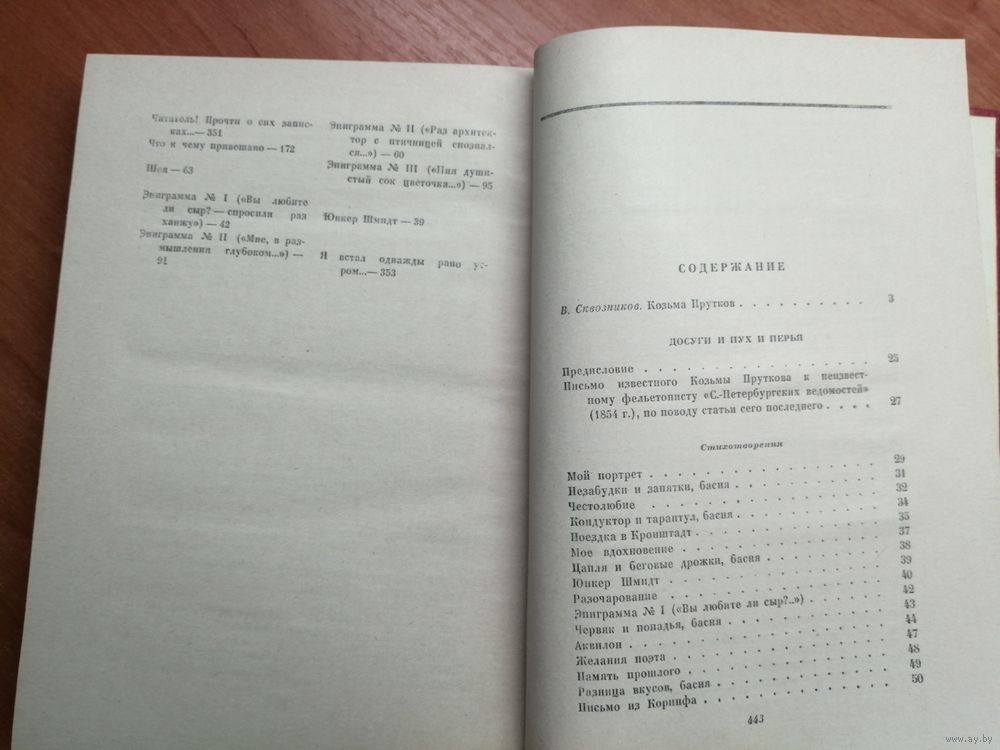 Читатель! Прочти о сих запис-
ках...— 351
Что к чему привешано — 172
Шея — 63
Эпиграмма № I («Вы любите
ли сыр? — спросили раз
ханжу») — 42
Эпиграмма № II («Мне, в раз-
мышлении глубоком...») —
91
Эпиграмма № II («Раз архитек-
тор с птичницей спознал-
ся...») — 60
Эпиграмма № III («Пия души-
стый сок цветочка...») — 95
Юнкер Шмидт — 39
Я встал однажды рано ут-
ром...— 353
СОДЕРЖАНИЕ
В. Сквозников. Козьма Прутков . . . . . . . . . . 3
ДОСУГИ И ПУХ И ПЕРЬЯ
Предисловие . . . . . . . . . . . . . . . 25
Письмо известного Козьмы Пруткова к неизвест-
ному фельетонисту «С.-Петербургских ведомостей»
(1854 г.), по поводу статьи сего последнего . . . . 27
Стихотворения
Мой портрет . . . . . . . . . . . . . . . 29
Незабудки и запятки, басня . . . . . . . . . . 31
Честолюбие . . . . . . . . . . . . . . . 32
Кондуктор и тарантул, басня . . . . . . . . . . 34
Поездка в Кронштадт . . . . . . . . . . . . 35
Мое вдохновение . . . . . . . . . . . . . 37
Цапля и беговые дрожки, басня . . . . . . . . . 38
Юнкер Шмидт . . . . . . . . . . . . . . 39
Разочарование . . . . . . . . . . . . . . 40
Эпиграмма № I («Вы любите ли сыр?..») . . . . . . 42
Червяк и попадья, басня . . . . . . . . . . . 43
Аквилон . . . . . . . . . . . . . . . . 44
Желания поэта . . . . . . . . . . . . . . 47
Память прошлого . . . . . . . . . . . . . 48
Разница вкусов, басня . . . . . . . . . . . . 49
Письмо из Коринфа . . . . . . . . . . . . . 50
443
www.ay.by